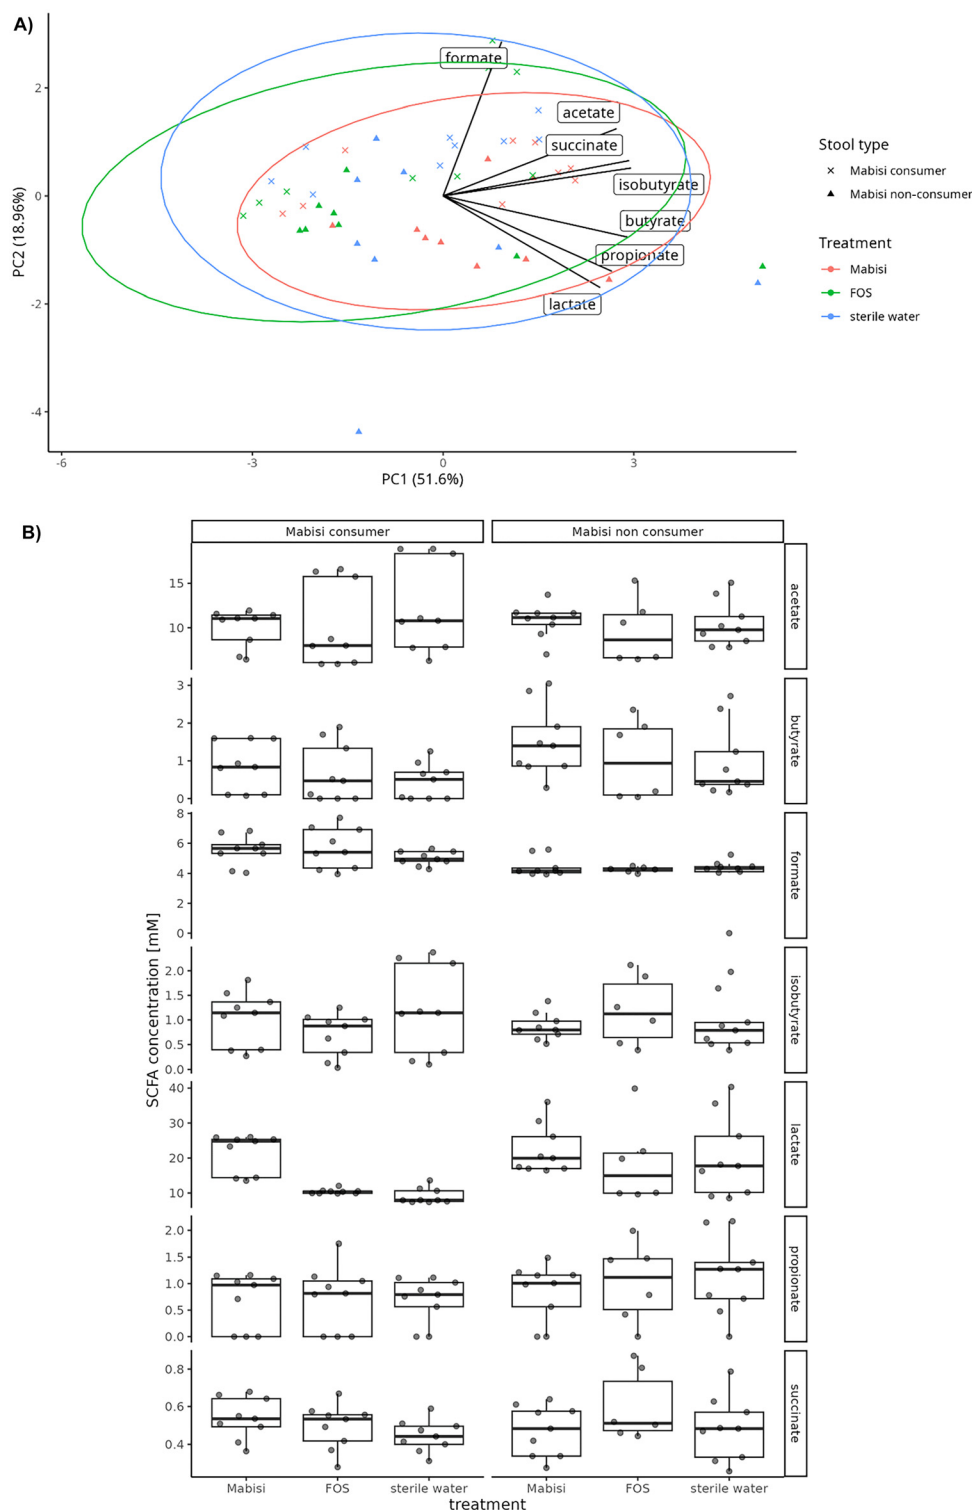 A)
formate
acetate
succinate
isobutyrate
butyrate
propionate
lactate
2
0
-2
-4
PC2 (18.96%)
-6
-3
0
3
PC1 (51.6%)
Stool type
Mabisi consumer
Mabisi non-consumer
Treatment
Mabisi
FOS
sterile water
B)
Mabisi consumer
Mabisi non consumer
15
10
acetate
3
2
1
0
butyrate
8
6
4
2
0
formate
SCFA concentration [mM]
2.0
1.5
1.0
0.5
0.0
isobutyrate
40
30
20
10
lactate
2.0
1.5
1.0
0.5
0.0
propionate
0.8
0.6
0.4
succinate
Mabisi FOS sterile water Mabisi FOS sterile water
treatment